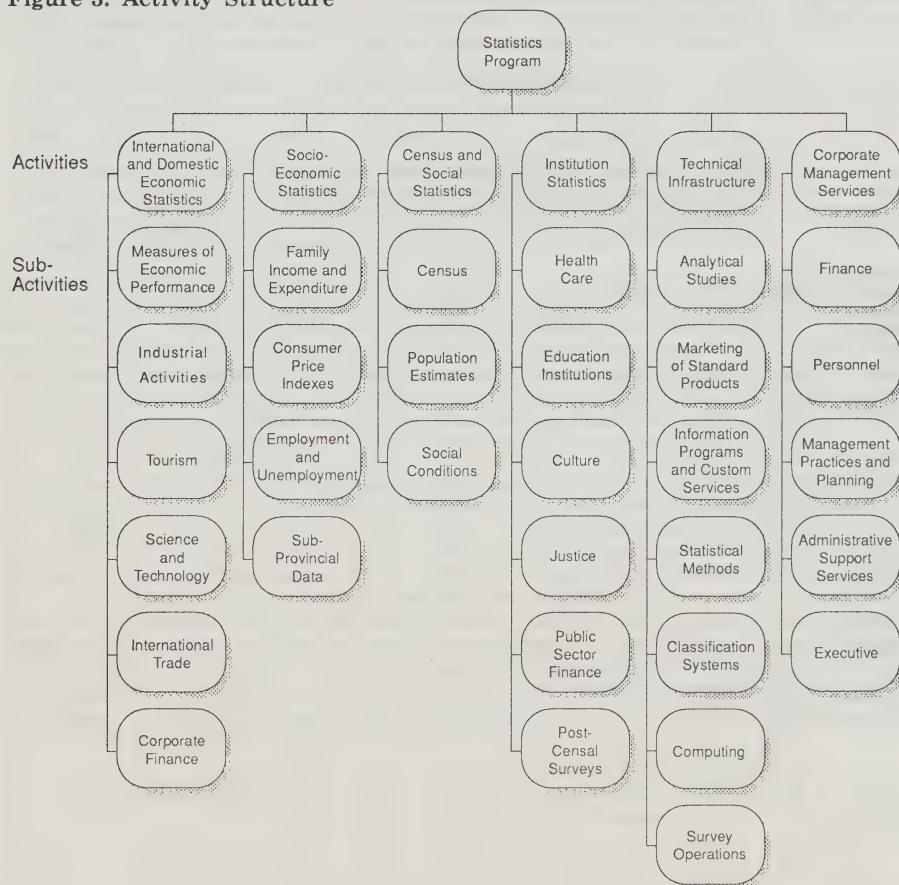 Figure 3. Activity Structure
Statistics
Program
Activities
International
and Domestic
Economic
Statistics
Socio-
Economic
Statistics
Census and
Social
Statistics
Institution
Statistics
Technical
Infrastructure
Corporate
Management
Services
Sub-
Activities
Measures of
Economic
Performance
Family
Income and
Expenditure
Census
Health
Care
Analytical
Studies
Finance
Industrial
Activities
Consumer
Price
Indexes
Population
Estimates
Education
Institutions
Marketing
of Standard
Products
Personnel
Tourism
Employment
and
Unemployment
Social
Conditions
Culture
Information
Programs
and Custom
Services
Management
Practices and
Planning
Science
and
Technology
Sub-
Provincial
Data
Justice
Statistical
Methods
Administrative
Support
Services
International
Trade
Public
Sector
Finance
Classification
Systems
Executive
Corporate
Finance
Post-
Censal
Surveys
Computing
Survey
Operations